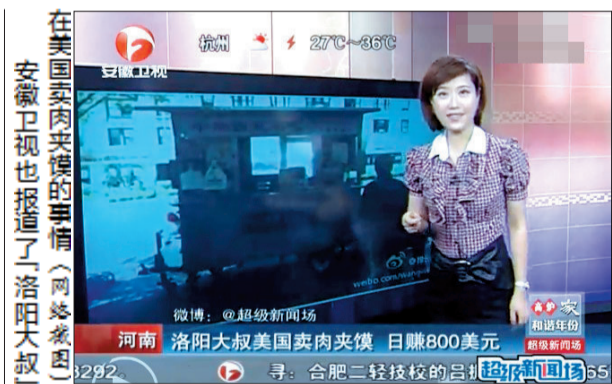 安徽卫视也报道了「洛阳大叔」
在美国卖肉夹馍的事情（网络截图）
安徽卫视
杭州 27℃~36℃
微博：@超级新闻场
河南 洛阳大叔美国卖肉夹馍 日赚800美元
家
和谐年份
超级新闻场
寻：合肥二轻技校的吕
超级新闻场